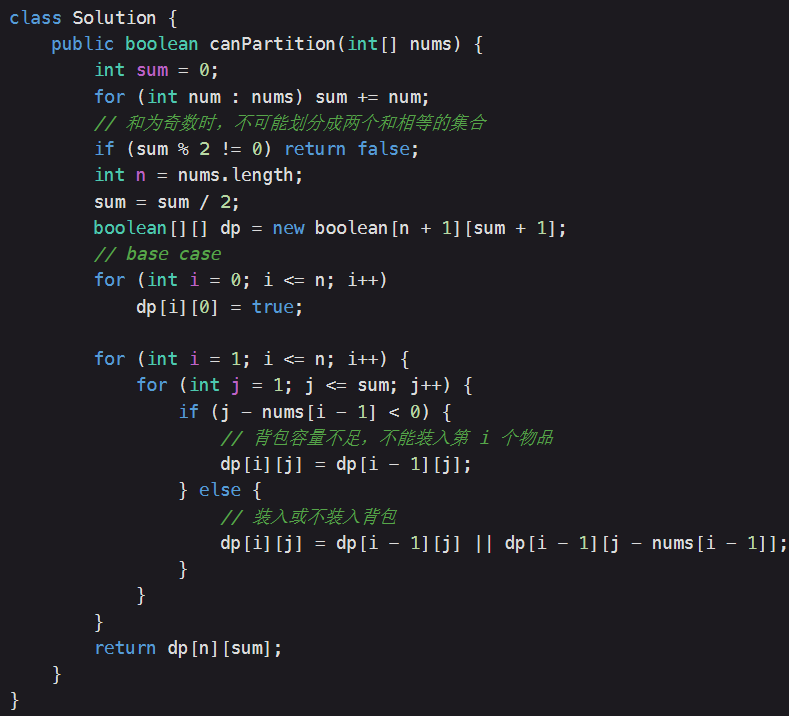 class Solution {
    public boolean canPartition(int[] nums) {
        int sum = 0;
        for (int num : nums) sum += num;
        // 和为奇数时，不可能划分成两个和相等的集合
        if (sum % 2 != 0) return false;
        int n = nums.length;
        sum = sum / 2;
        boolean[][] dp = new boolean[n + 1][sum + 1];
        // base case
        for (int i = 0; i <= n; i++)
            dp[i][0] = true;

        for (int i = 1; i <= n; i++) {
            for (int j = 1; j <= sum; j++) {
                if (j - nums[i - 1] < 0) {
                    // 背包容量不足，不能装入第 i 个物品
                    dp[i][j] = dp[i - 1][j];
                } else {
                    // 装入或不装入背包
                    dp[i][j] = dp[i - 1][j] || dp[i - 1][j - nums[i - 1]];
                }
            }
        }
        return dp[n][sum];
    }
}